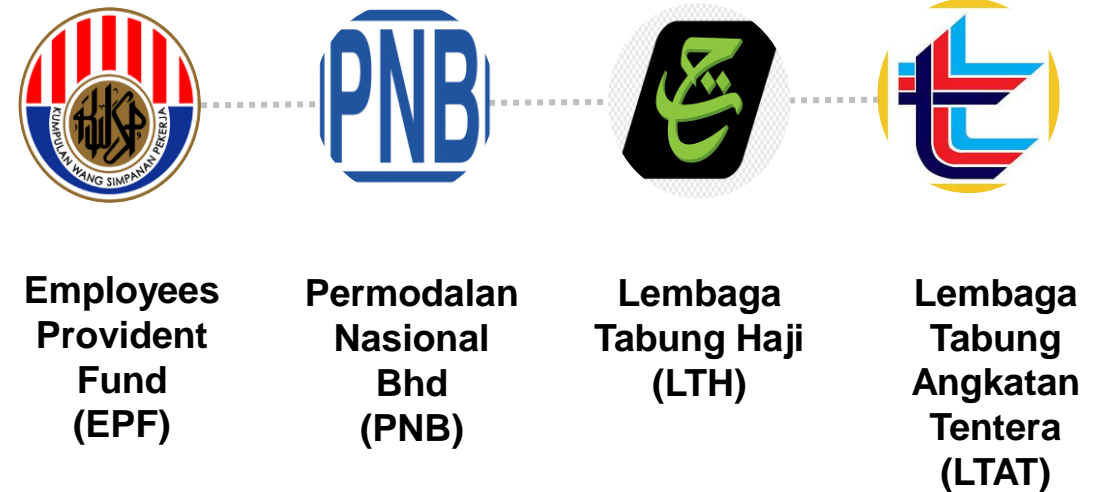 KUMPULAN WANG SIMPANAN PEKERJA
PNB
Employees
Provident
Fund
(EPF)
Permodalan
Nasional
Bhd
(PNB)
Lembaga
Tabung Haji
(LTH)
Lembaga
Tabung
Angkatan
Tentera
(LTAT)